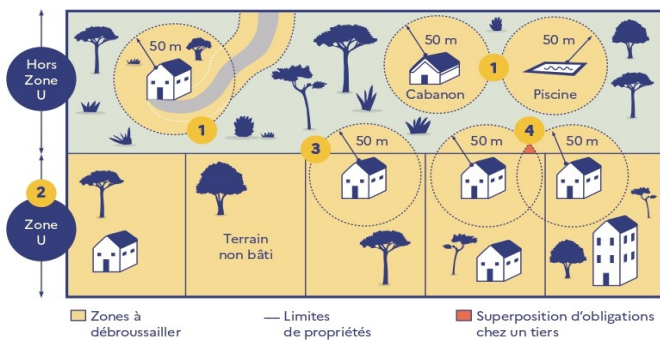 Hors
Zone
U
50 m
1
50 m
Cabanon
1
50 m
Piscine
2
Zone
U
3
50 m
50 m
4
50 m
Terrain
non bâti
Zones à
débroussailler
Limites
de propriétés
Superposition d’obligations
chez un tiers